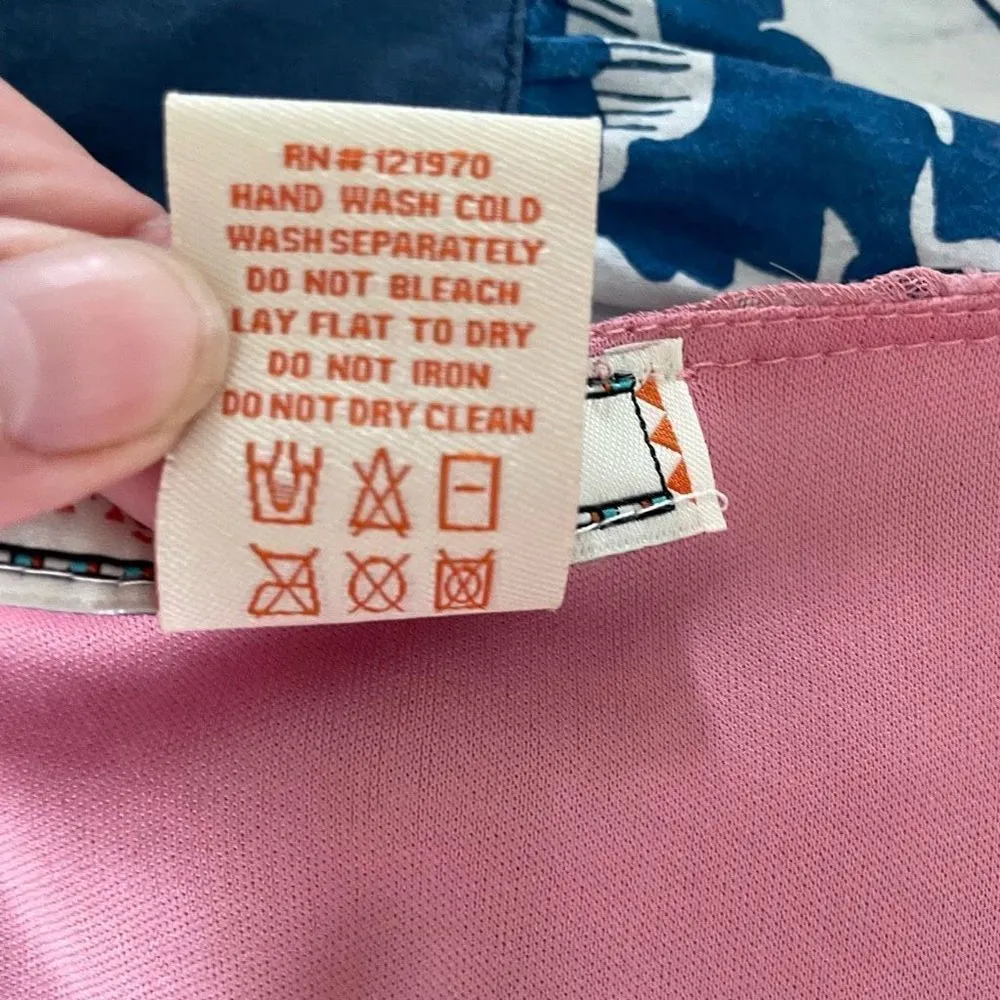 RN#121970
HAND WASH COLD
WASH SEPARATELY
DO NOT BLEACH
LAY FLAT TO DRY
DO NOT IRON
DO NOT DRY CLEAN